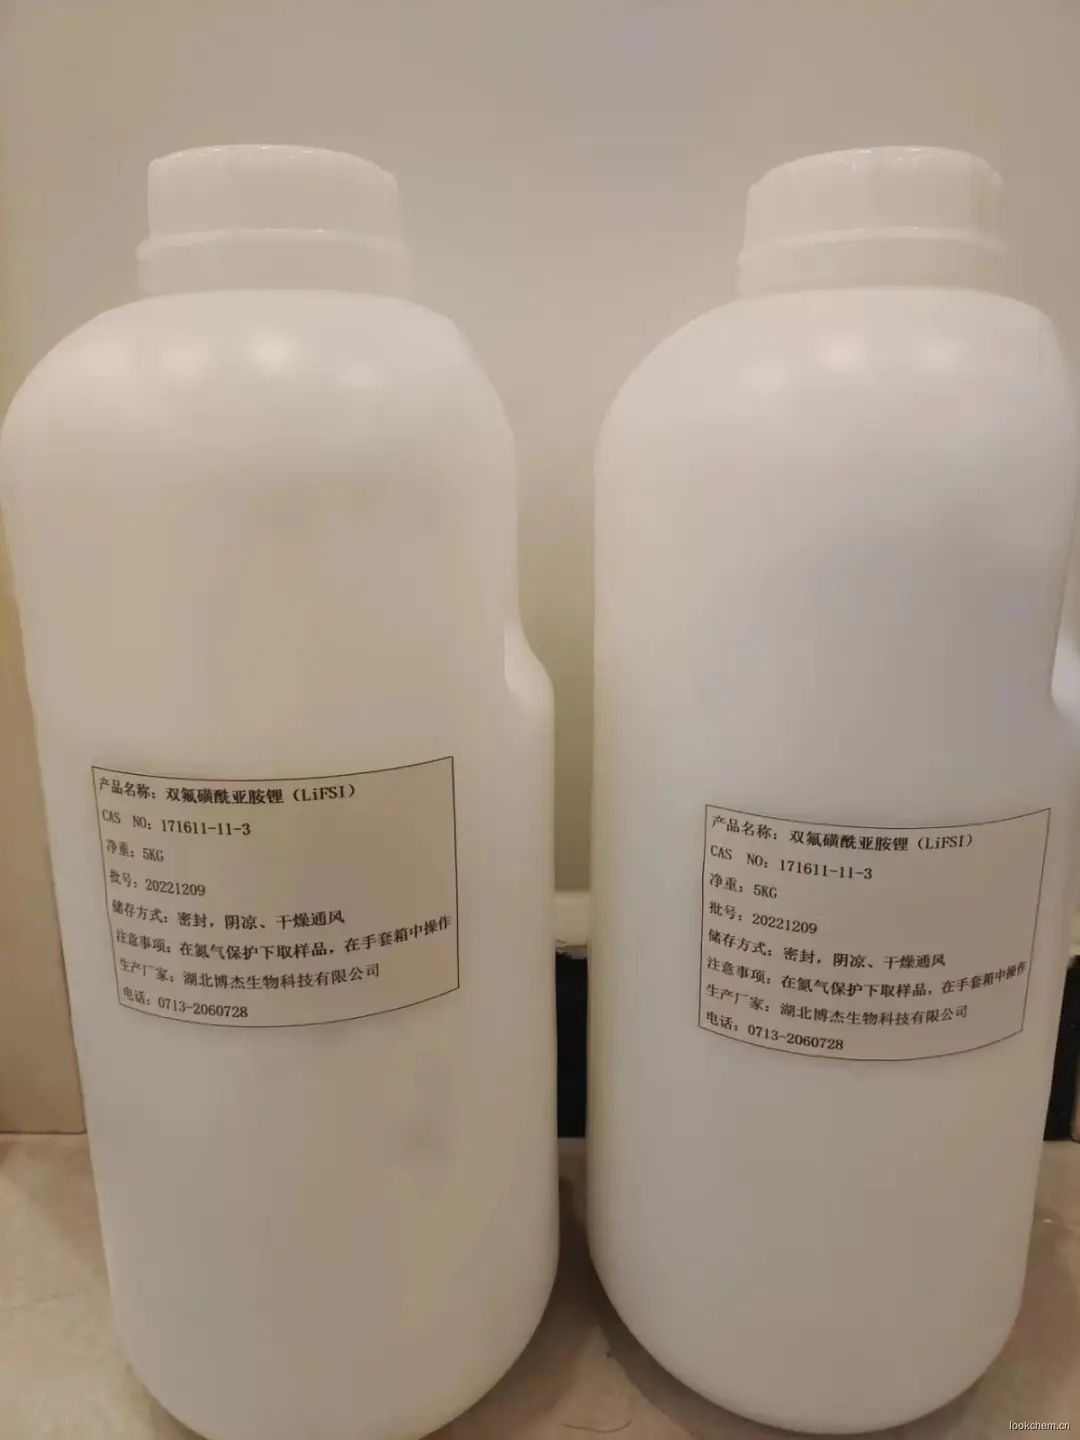 产品名称：双氟磺酰亚胺锂（LiFSI）
CAS NO：171611-11-3
净重：5KG
批号：20221209
储存方式：密封，阴凉、干燥通风
注意事项：在氮气保护下取样品，在手套箱中操作
生产厂家：湖北博杰生物科技有限公司
电话：0713-2060728
产品名称：双氟磺酰亚胺锂（LiFSI）
CAS NO：171611-11-3
净重：5KG
批号：20221209
储存方式：密封，阴凉、干燥通风
注意事项：在氮气保护下取样品，在手套箱中操作
生产厂家：湖北博杰生物科技有限公司
电话：0713-2060728
lookchem.cn